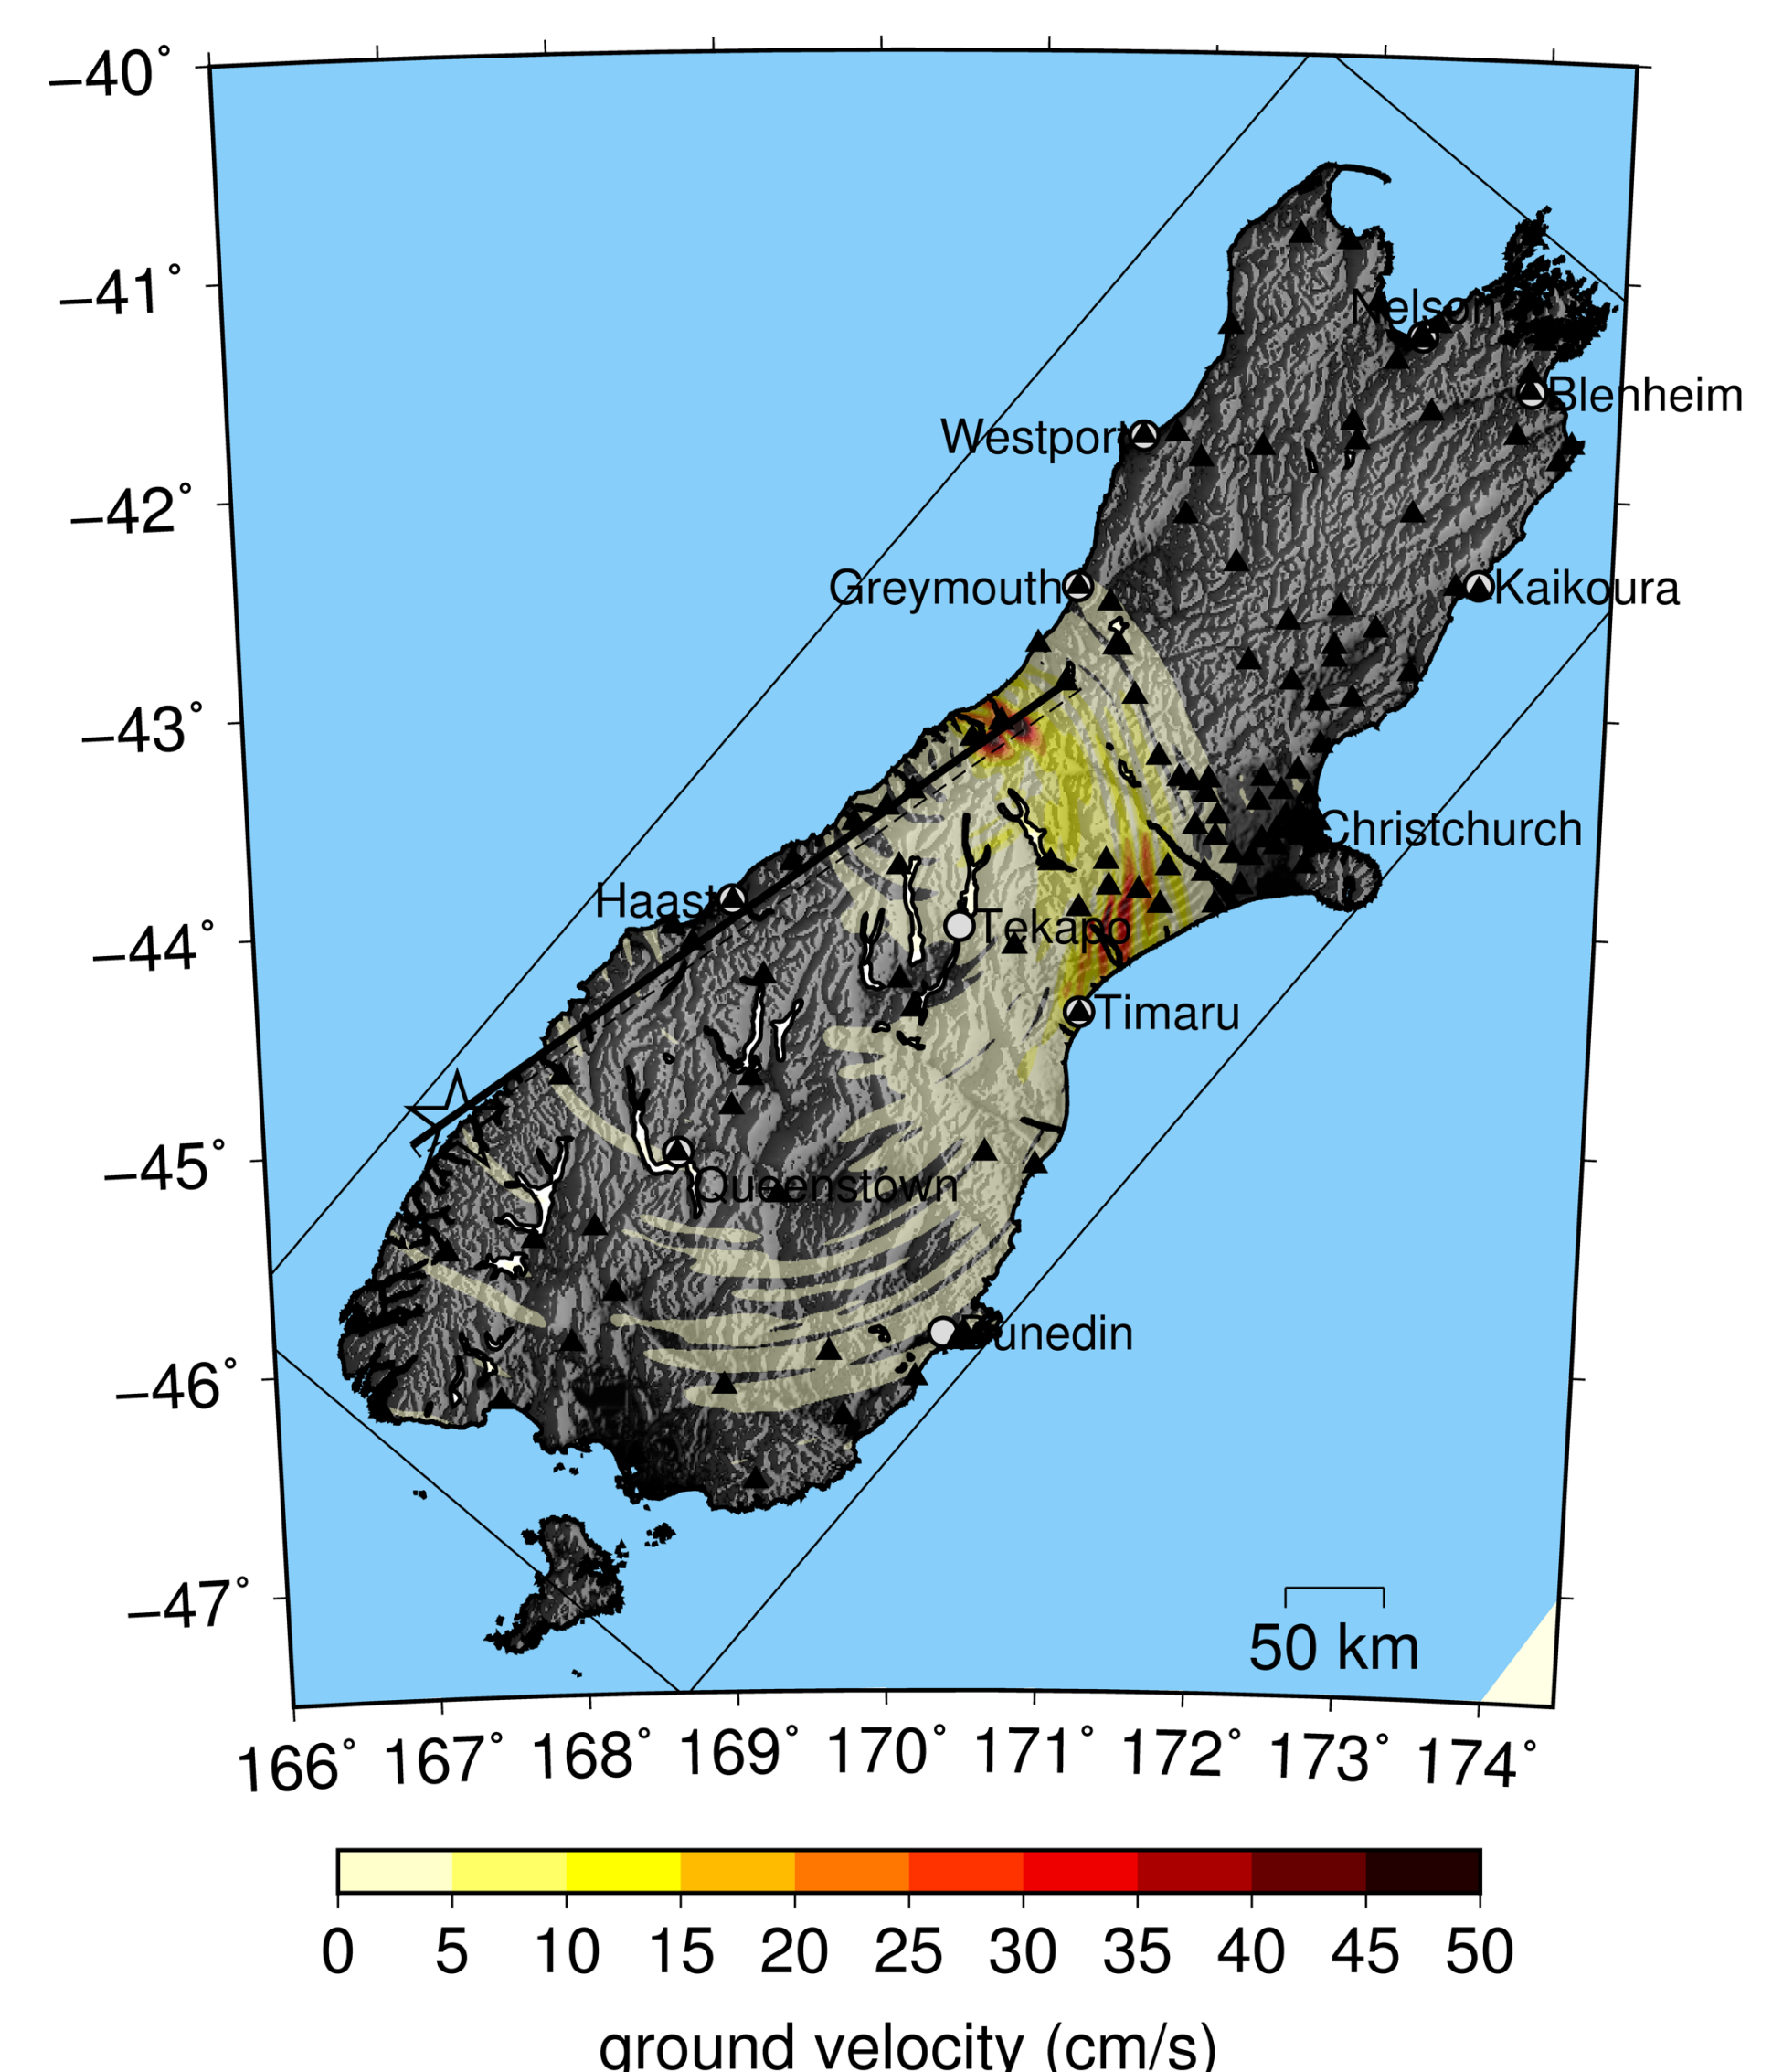 −40°
−41°
Nelson
Blenheim
Westport
−42°
Greymouth
Kaikoura
−43°
Christchurch
Haast
Tekapo
−44°
Timaru
−45°
Queenstown
Dunedin
−46°
−47°
50 km
166° 167° 168° 169° 170° 171° 172° 173° 174°
0 5 10 15 20 25 30 35 40 45 50
ground velocity (cm/s)